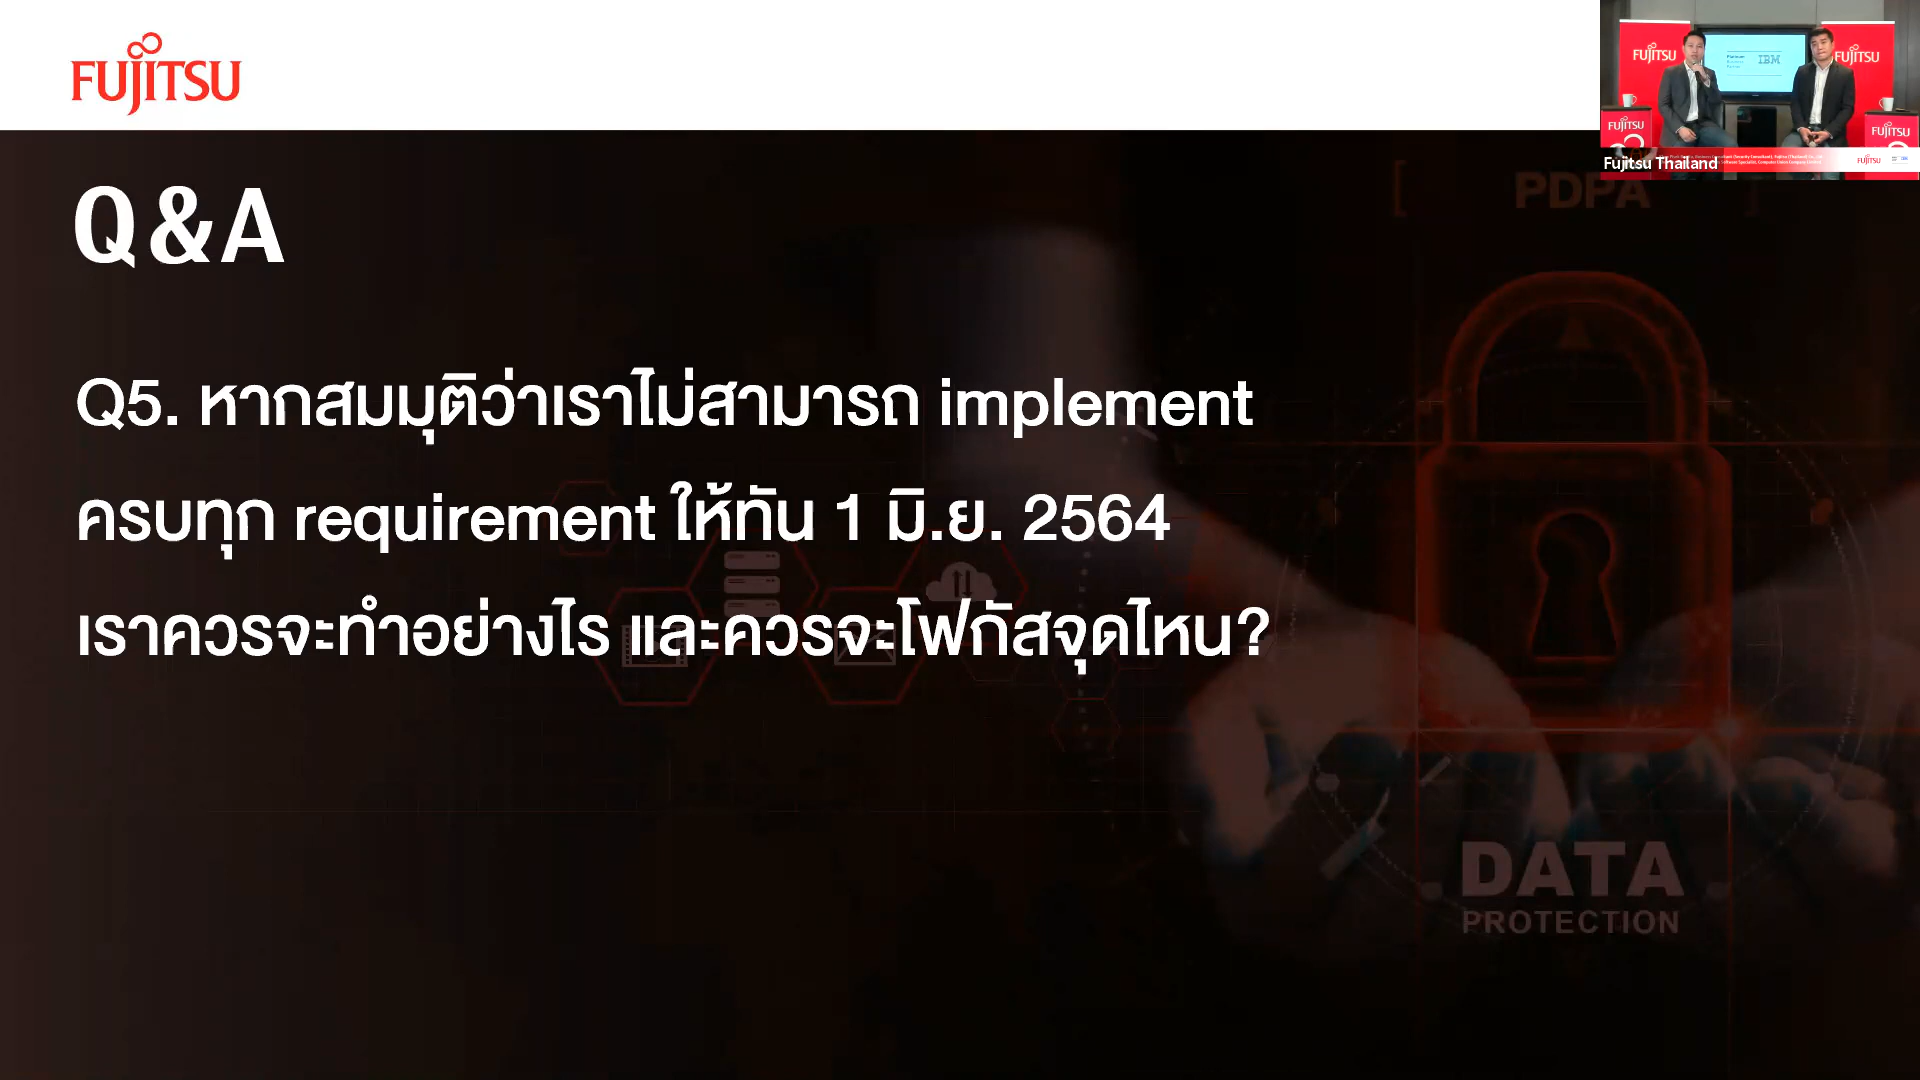 FUJITSU
Q&A
Q5. หากสมมุติว่าเราไม่สามารถ implement
ครบทุก requirement ให้ทัน 1 มิ.ย. 2564
เราควรจะทำอย่างไร และควรจะโฟกัสจุดไหน?
[ PDPA ]
DATA
PROTECTION
FUJITSU
IBM
FUJITSU
FUJITSU
FUJITSU
Fujitsu Thailand
FUJITSU